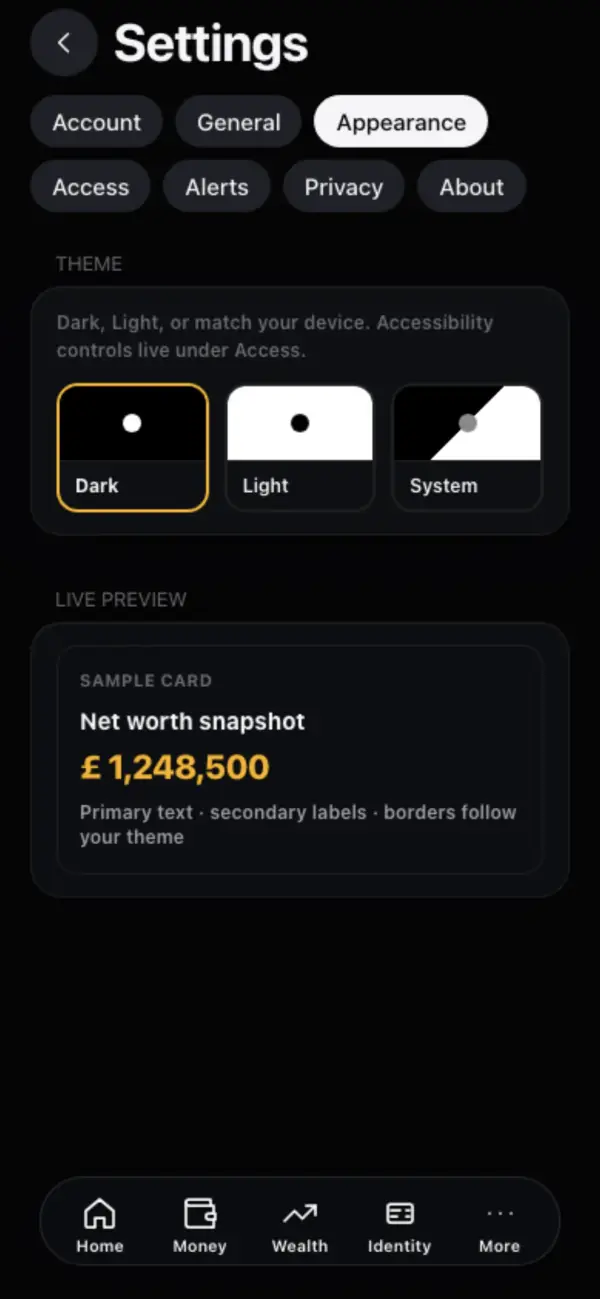 Settings
Account General Appearance
Access Alerts Privacy About
THEME
Dark, Light, or match your device. Accessibility
controls live under Access.
Dark Light System
LIVE PREVIEW
SAMPLE CARD
Net worth snapshot
£ 1,248,500
Primary text · secondary labels · borders follow
your theme
Home Money Wealth Identity More